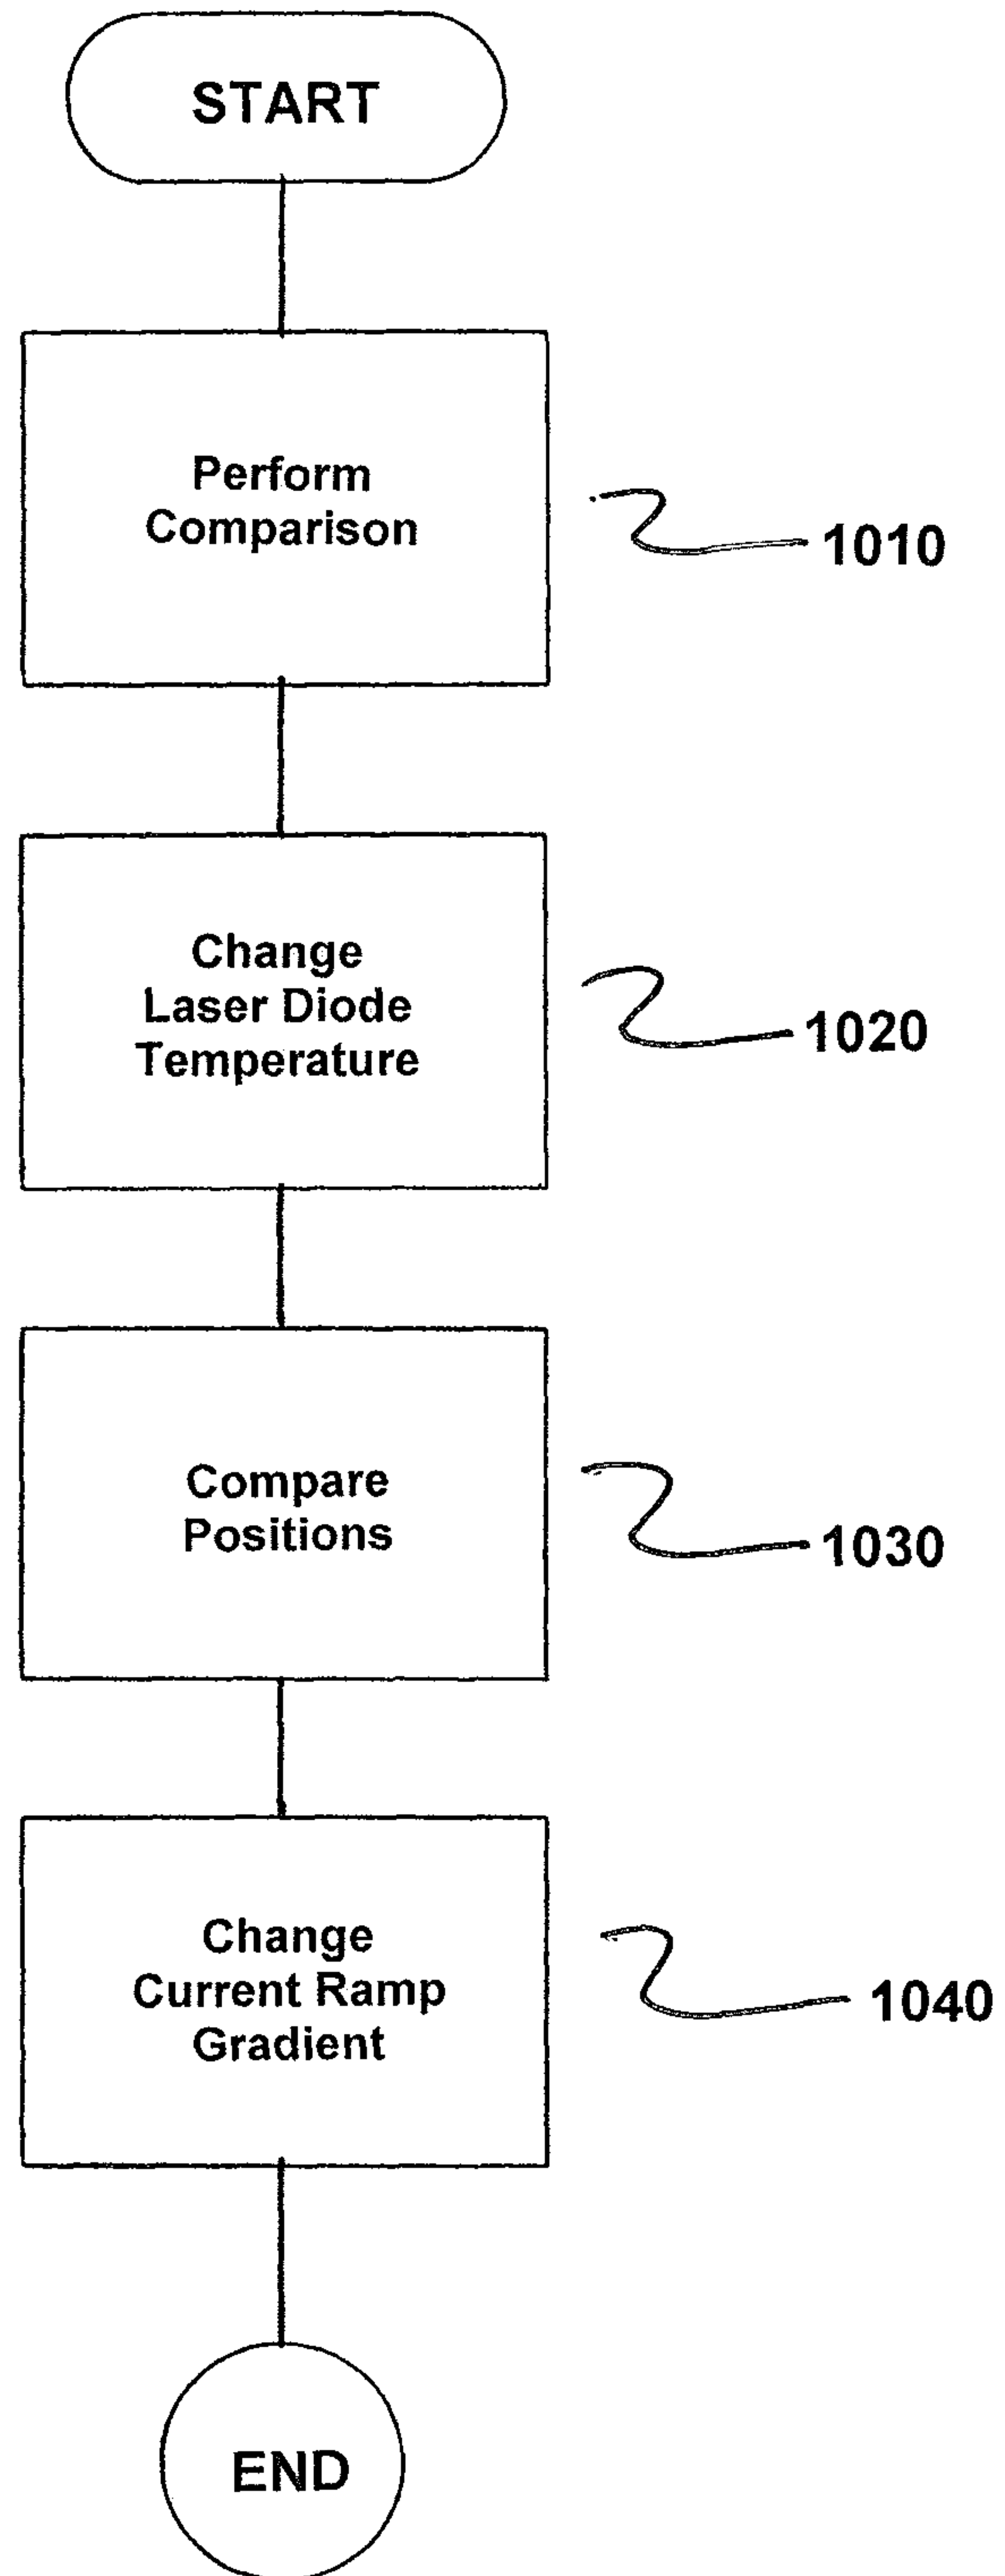 START
Perform
Comparison
1010
Change
Laser Diode
Temperature
1020
Compare
Positions
1030
Change
Current Ramp
Gradient
1040
END